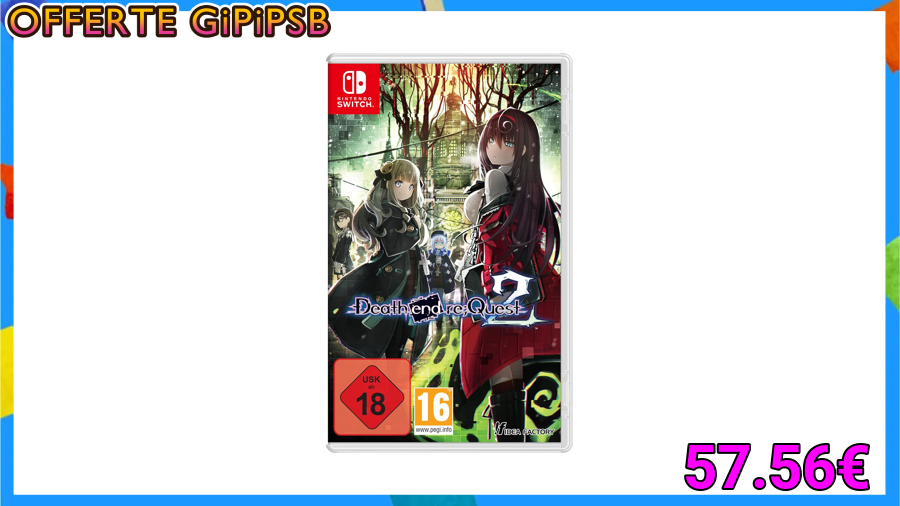 OFFERTE GiPiPSB
NINTENDO
SWITCH.
Death end re;Quest 2
USK
ab
18
16
www.pegi.info
IDEA FACTORY
57.56€